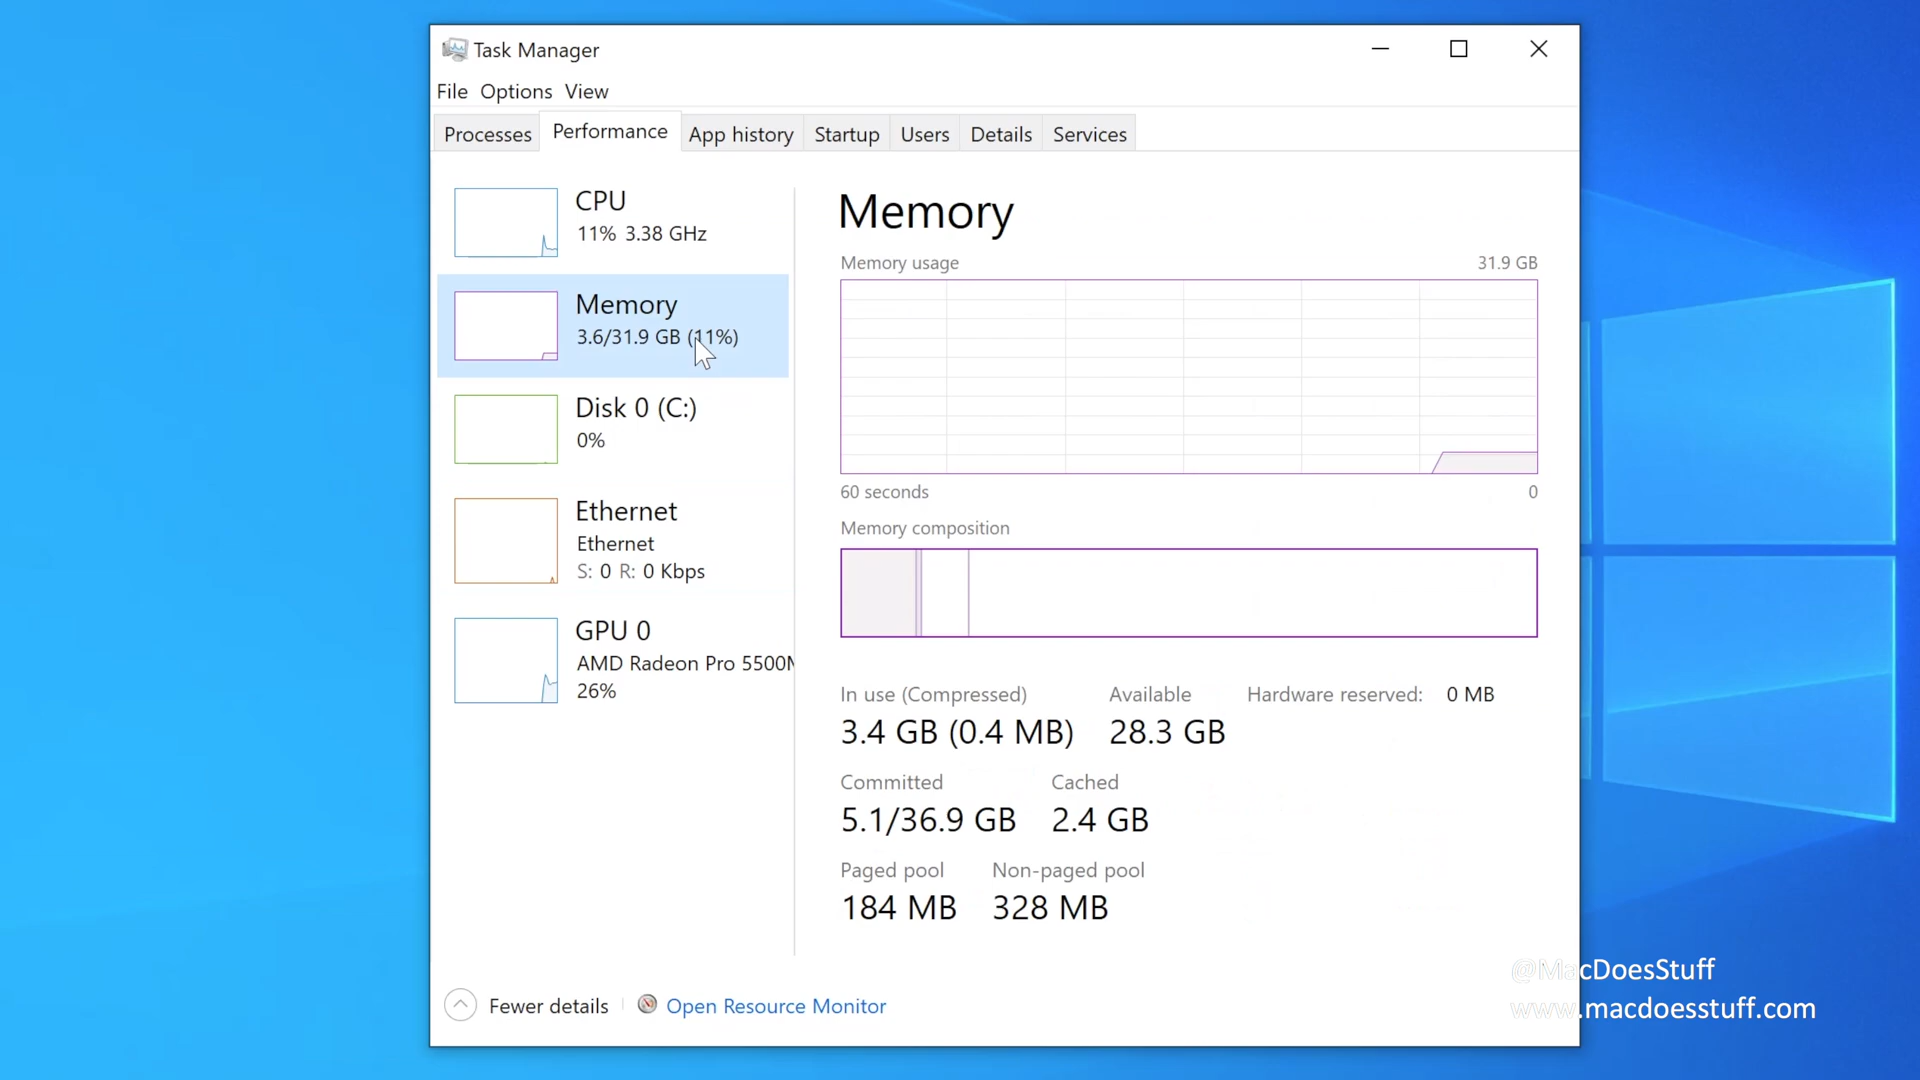 Task Manager
File Options View
Processes Performance App history Startup Users Details Services
CPU
11% 3.38 GHz
Memory
3.6/31.9 GB (11%)
Disk 0 (C:)
0%
Ethernet
Ethernet
S: 0 R: 0 Kbps
GPU 0
AMD Radeon Pro 5500M
26%
Memory
Memory usage 31.9 GB
60 seconds 0
Memory composition
In use (Compressed) Available Hardware reserved: 0 MB
3.4 GB (0.4 MB) 28.3 GB
Committed Cached
5.1/36.9 GB 2.4 GB
Paged pool Non-paged pool
184 MB 328 MB
Fewer details Open Resource Monitor
@MacDoesStuff
www.macdoesstuff.com